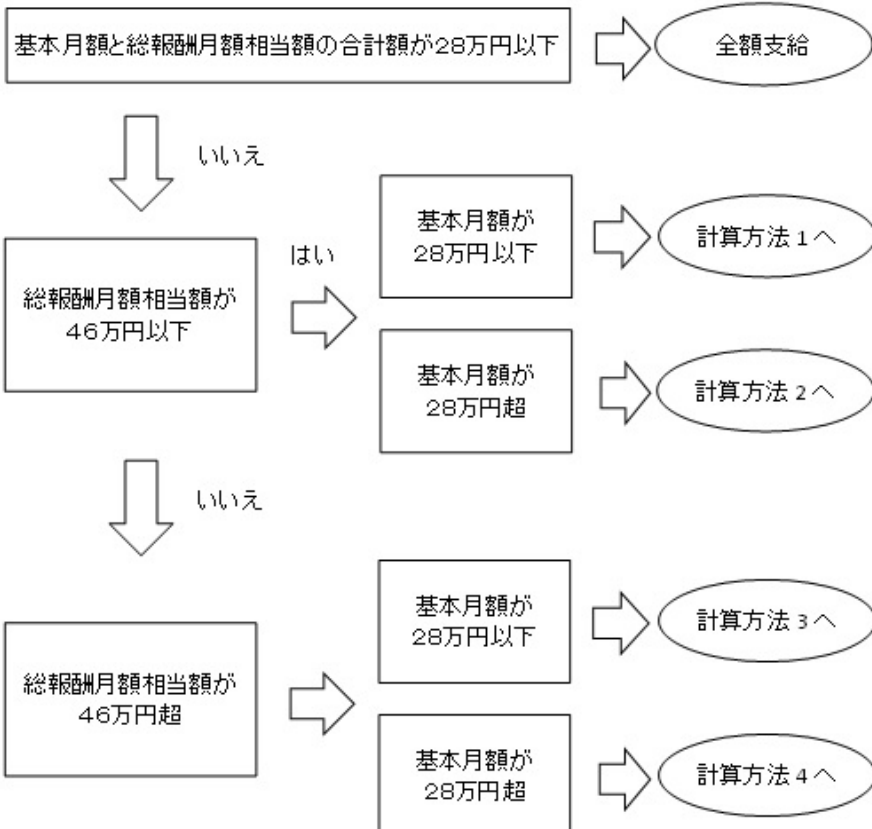 基本月額と総報酬月額相当額の合計額が28万円以下
全額支給
いいえ
総報酬月額相当額が
46万円以下
はい
基本月額が
28万円以下
計算方法1へ
基本月額が
28万円超
計算方法2へ
いいえ
総報酬月額相当額が
46万円超
基本月額が
28万円以下
計算方法3へ
基本月額が
28万円超
計算方法4へ